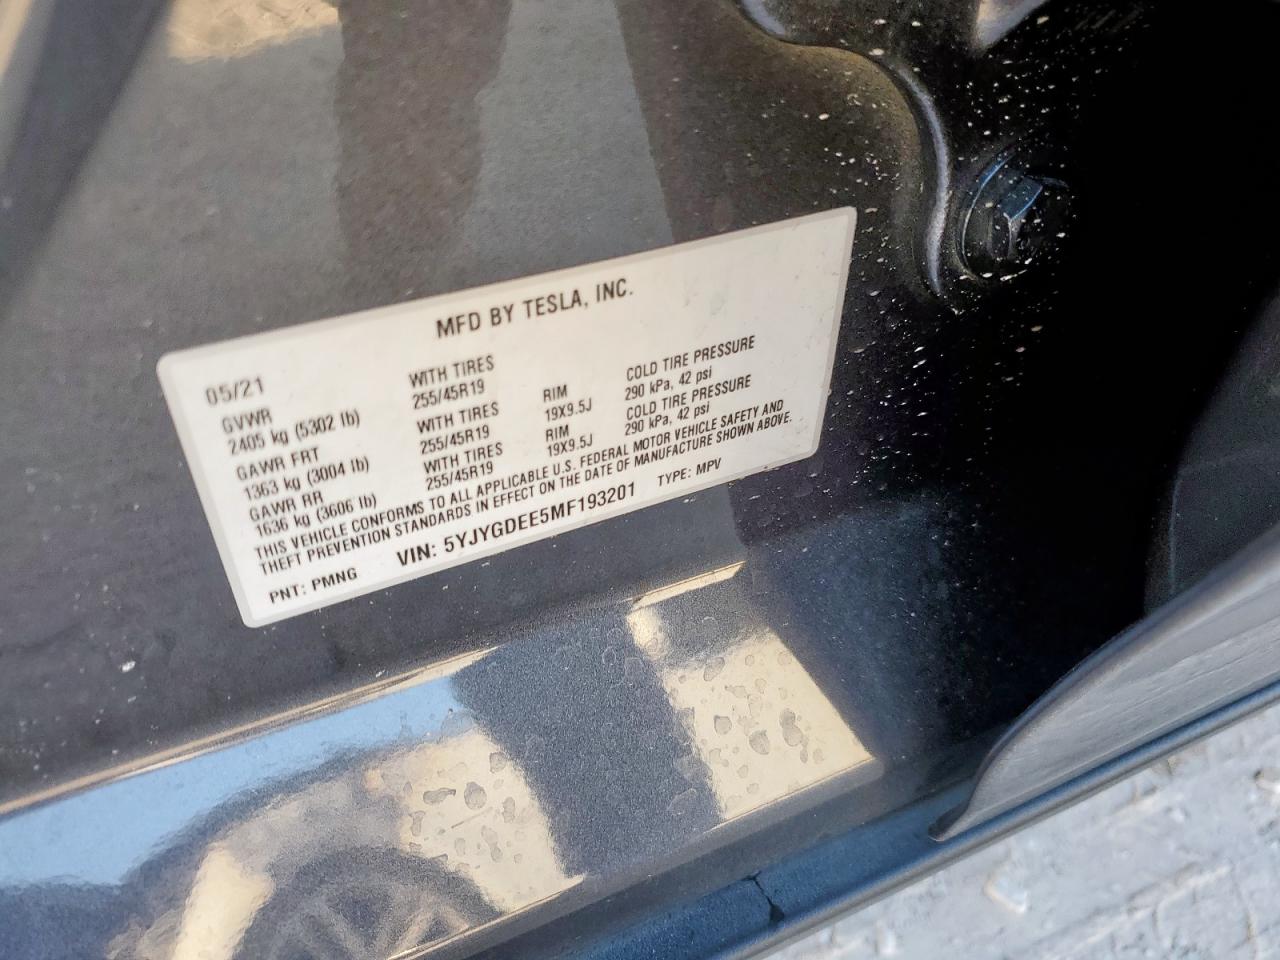 MFD BY TESLA, INC.
05/21
GVWR WITH TIRES
2405 kg (5302 lb) 255/45R19 RIM COLD TIRE PRESSURE
GAWR FRT WITH TIRES 19X9.5J 290 kPa, 42 psi
1363 kg (3004 lb) 255/45R19 RIM COLD TIRE PRESSURE
GAWR RR WITH TIRES 19X9.5J 290 kPa, 42 psi
1636 kg (3606 lb) 255/45R19
THIS VEHICLE CONFORMS TO ALL APPLICABLE U.S. FEDERAL MOTOR VEHICLE SAFETY AND
THEFT PREVENTION STANDARDS IN EFFECT ON THE DATE OF MANUFACTURE SHOWN ABOVE.
PNT: PMNG VIN: 5YJYGDEE5MF193201 TYPE: MPV